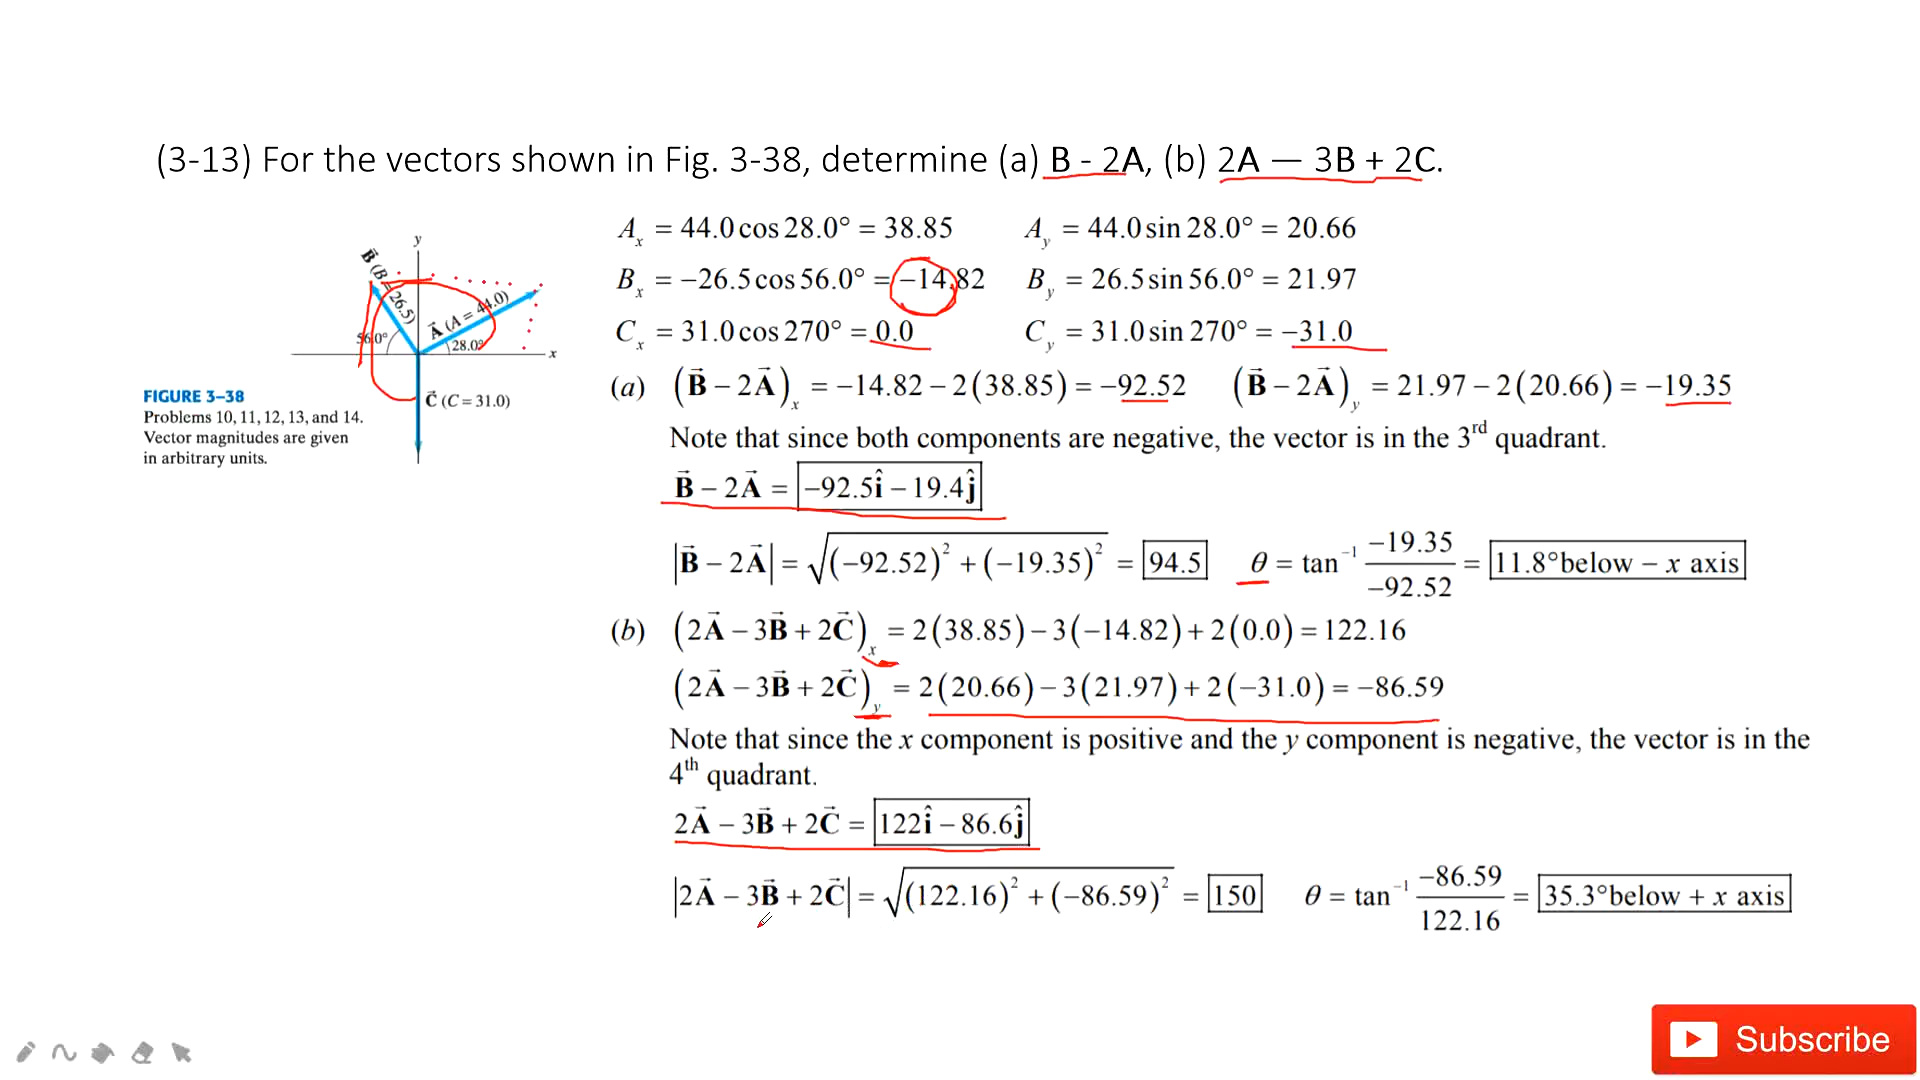 (3-13) For the vectors shown in Fig. 3-38, determine (a) B - 2A, (b) 2A — 3B + 2C.
y
B⃗ (B = 26.5)
A⃗ (A = 44.0)
56.0°
28.0°
x
C⃗ (C = 31.0)
FIGURE 3–38
Problems 10, 11, 12, 13, and 14.
Vector magnitudes are given
in arbitrary units.
A_x = 44.0 cos 28.0° = 38.85 A_y = 44.0 sin 28.0° = 20.66
B_x = −26.5 cos 56.0° = −14.82 B_y = 26.5 sin 56.0° = 21.97
C_x = 31.0 cos 270° = 0.0 C_y = 31.0 sin 270° = −31.0
(a) (B⃗ − 2A⃗)_x = −14.82 − 2(38.85) = −92.52 (B⃗ − 2A⃗)_y = 21.97 − 2(20.66) = −19.35
Note that since both components are negative, the vector is in the 3rd quadrant.
B⃗ − 2A⃗ = −92.5î − 19.4ĵ
|B⃗ − 2A⃗| = √((−92.52)² + (−19.35)²) = 94.5 θ = tan⁻¹ −19.35/−92.52 = 11.8° below − x axis
(b) (2A⃗ − 3B⃗ + 2C⃗)_x = 2(38.85) − 3(−14.82) + 2(0.0) = 122.16
(2A⃗ − 3B⃗ + 2C⃗)_y = 2(20.66) − 3(21.97) + 2(−31.0) = −86.59
Note that since the x component is positive and the y component is negative, the vector is in the
4th quadrant.
2A⃗ − 3B⃗ + 2C⃗ = 122î − 86.6ĵ
|2A⃗ − 3B⃗ + 2C⃗| = √((122.16)² + (−86.59)²) = 150 θ = tan⁻¹ −86.59/122.16 = 35.3° below + x axis
Subscribe